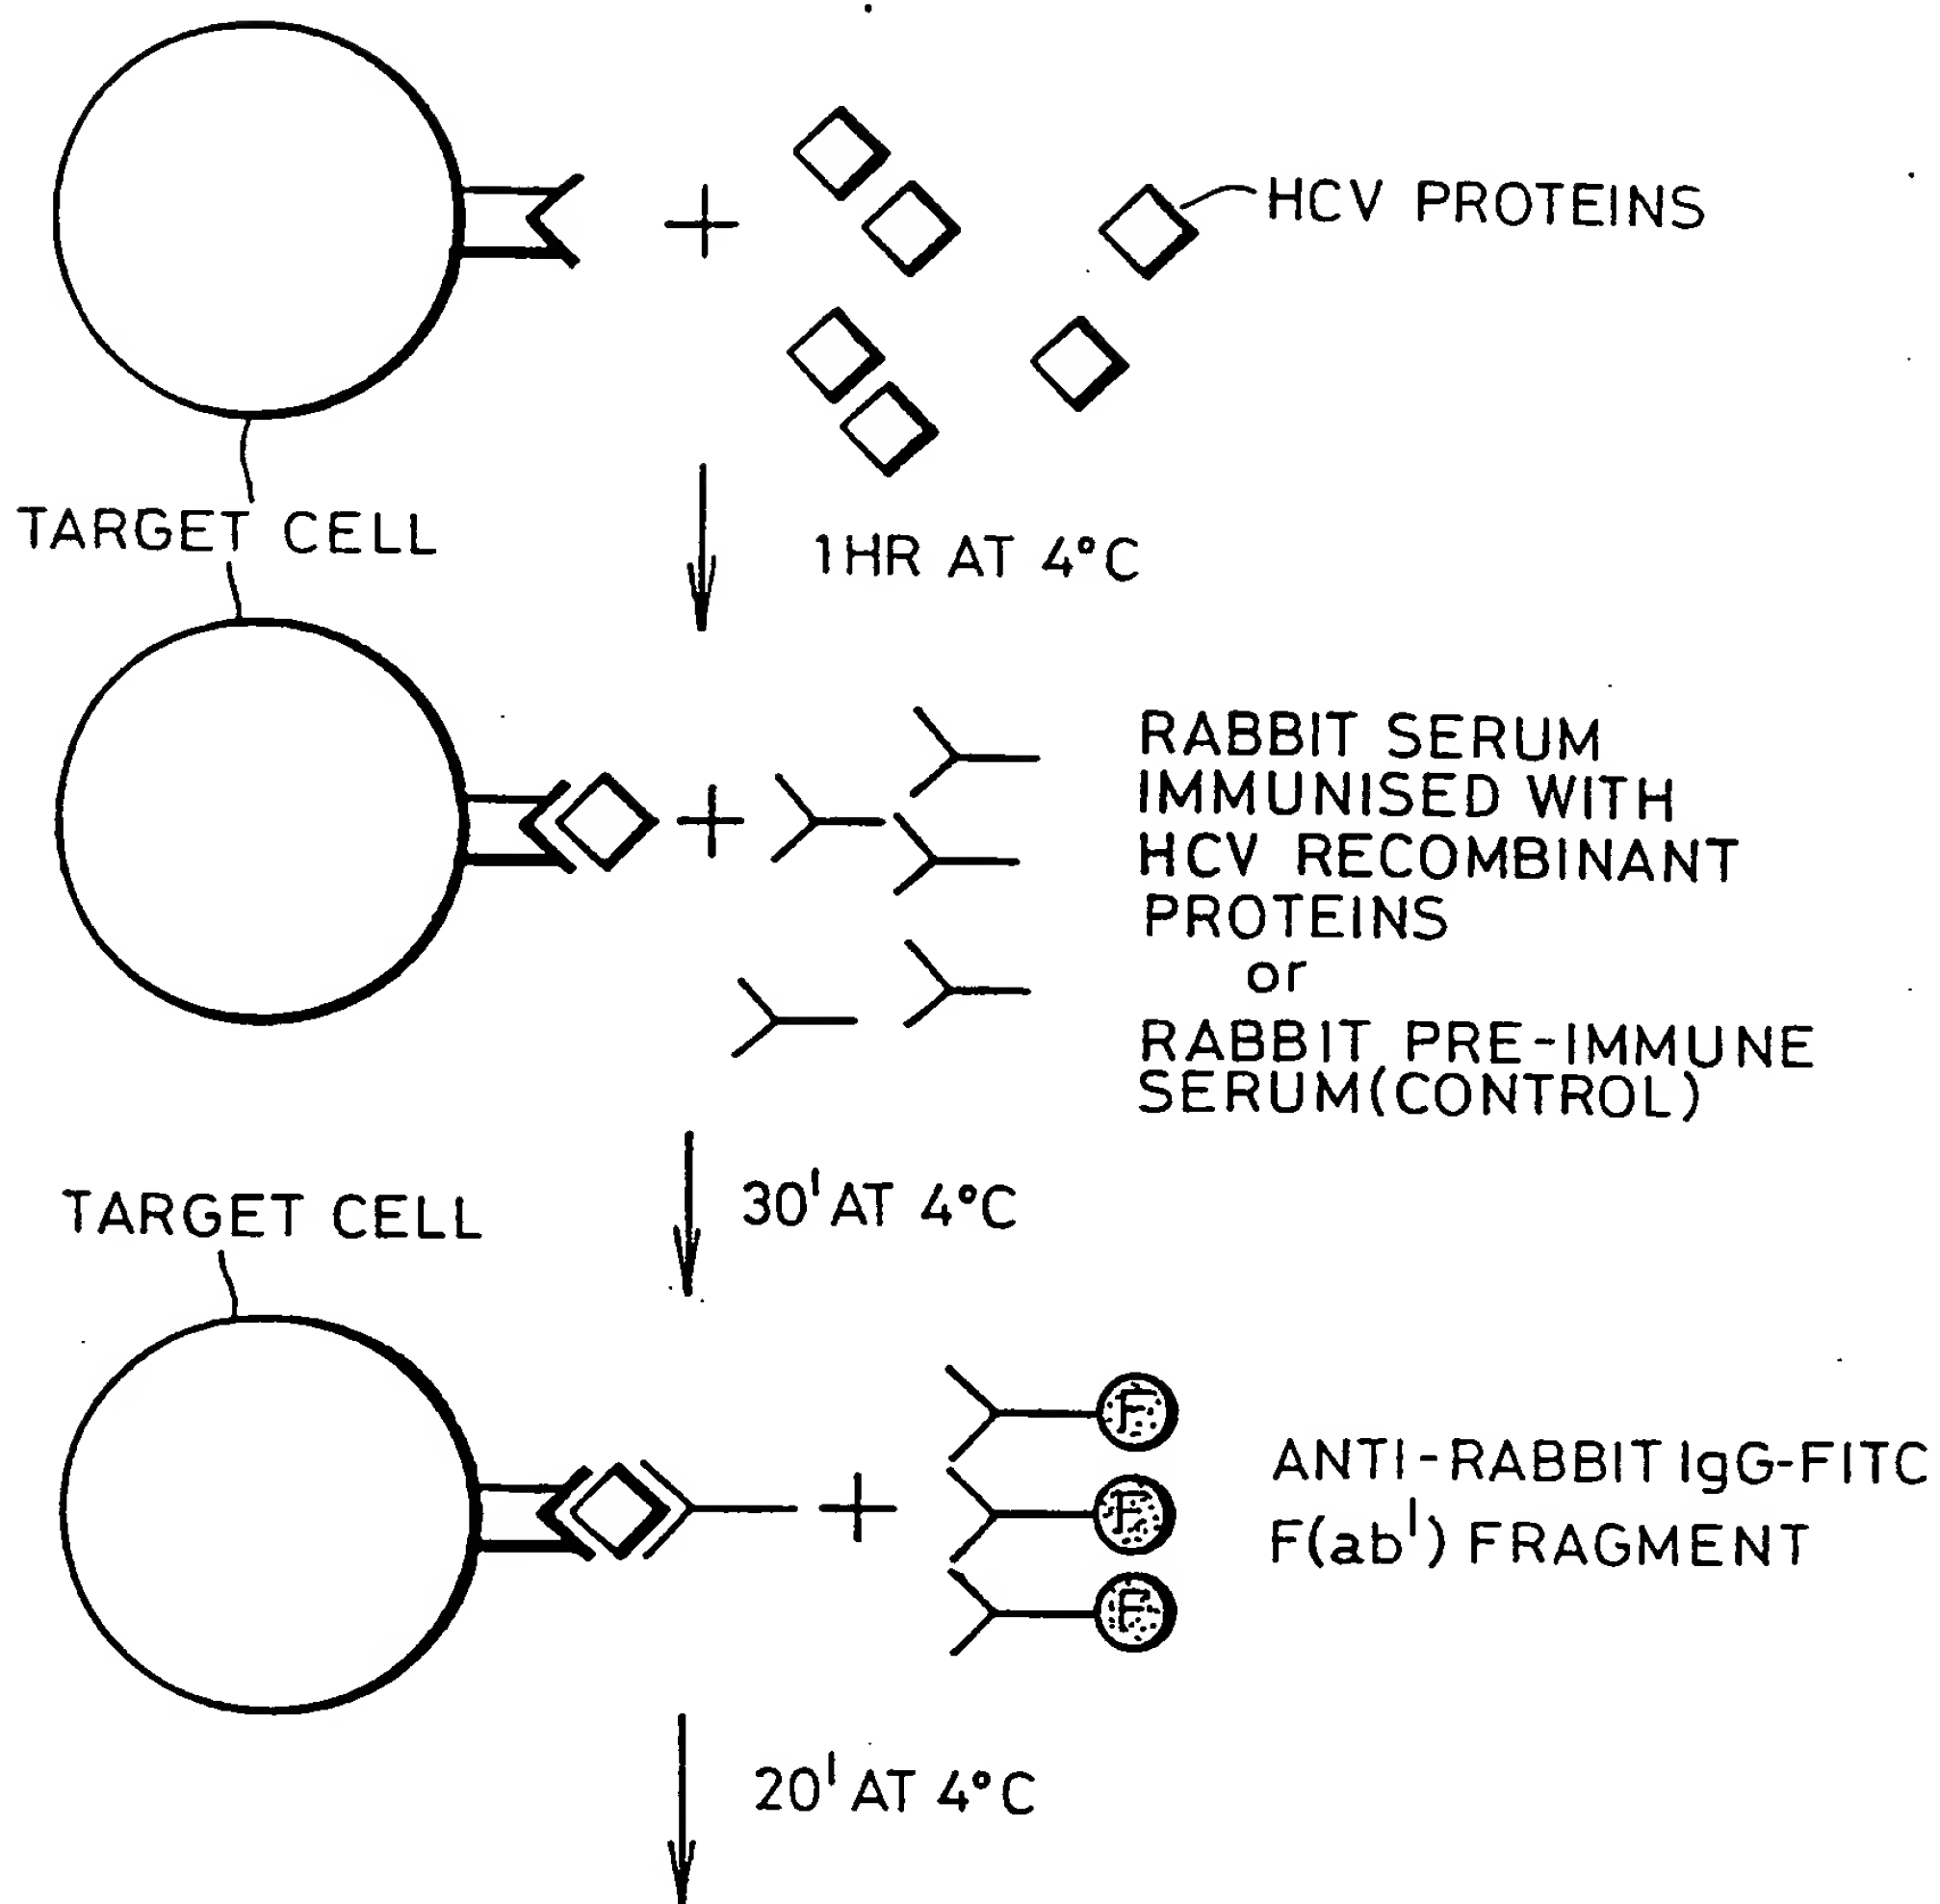 HCV PROTEINS
TARGET CELL
1HR AT 4°C
RABBIT SERUM
IMMUNISED WITH
HCV RECOMBINANT
PROTEINS
or
RABBIT PRE-IMMUNE
SERUM(CONTROL)
30' AT 4°C
TARGET CELL
F
F
F
ANTI-RABBIT IgG-FITC
F(ab') FRAGMENT
20' AT 4°C